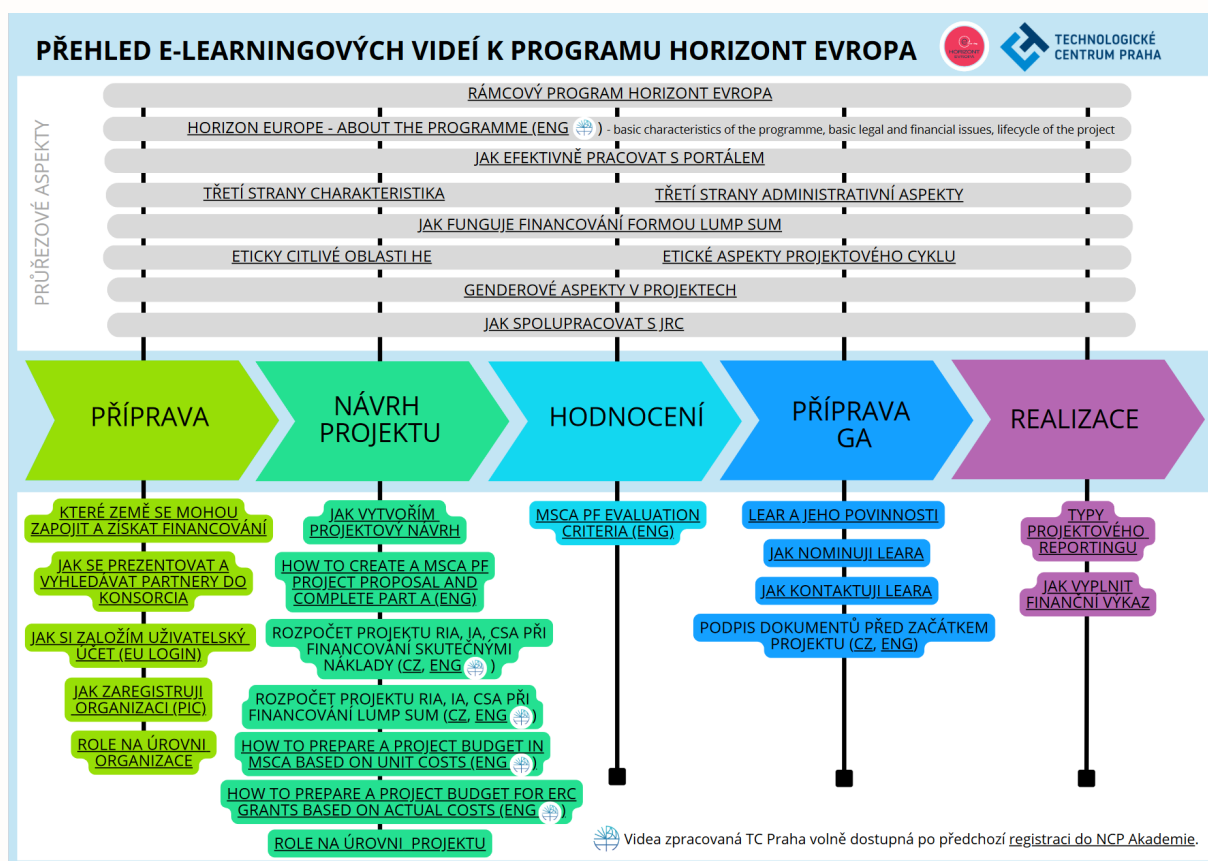 PŘEHLED E-LEARNINGOVÝCH VIDEÍ K PROGRAMU HORIZONT EVROPA
TECHNOLOGICKÉ
CENTRUM PRAHA
PRŮŘEZOVÉ ASPEKTY
RÁMCOVÝ PROGRAM HORIZONT EVROPA
HORIZON EUROPE - ABOUT THE PROGRAMME (ENG ) - basic characteristics of the programme, basic legal and financial issues, lifecycle of the project
JAK EFEKTIVNĚ PRACOVAT S PORTÁLEM
TŘETÍ STRANY CHARAKTERISTIKA
TŘETÍ STRANY ADMINISTRATIVNÍ ASPEKTY
JAK FUNGUJE FINANCOVÁNÍ FORMOU LUMP SUM
ETICKY CITLIVÉ OBLASTI HE
ETICKÉ ASPEKTY PROJEKTOVÉHO CYKLU
GENDEROVÉ ASPEKTY V PROJEKTECH
JAK SPOLUPRACOVAT S JRC
PŘÍPRAVA
NÁVRH
PROJEKTU
HODNOCENÍ
PŘÍPRAVA
GA
REALIZACE
KTERÉ ZEMĚ SE MOHOU
ZAPOJIT A ZÍSKAT FINANCOVÁNÍ
JAK SE PREZENTOVAT A
VYHLEDÁVAT PARTNERY DO
KONSORCIA
JAK SI ZALOŽÍM UŽIVATELSKÝ
ÚČET (EU LOGIN)
JAK ZAREGISTRUJI
ORGANIZACI (PIC)
ROLE NA ÚROVNI
ORGANIZACE
JAK VYTVOŘÍM
PROJEKTOVÝ NÁVRH
HOW TO CREATE A MSCA PF
PROJECT PROPOSAL AND
COMPLETE PART A (ENG)
ROZPOČET PROJEKTU RIA, IA, CSA PŘI
FINANCOVÁNÍ SKUTEČNÝMI
NÁKLADY (CZ, ENG )
ROZPOČET PROJEKTU RIA, IA, CSA PŘI
FINANCOVÁNÍ LUMP SUM (CZ, ENG )
HOW TO PREPARE A PROJECT BUDGET IN
MSCA BASED ON UNIT COSTS (ENG )
HOW TO PREPARE A PROJECT BUDGET FOR ERC
GRANTS BASED ON ACTUAL COSTS (ENG )
ROLE NA ÚROVNI PROJEKTU
MSCA PF EVALUATION
CRITERIA (ENG)
LEAR A JEHO POVINNOSTI
JAK NOMINUJI LEARA
JAK KONTAKTUJI LEARA
PODPIS DOKUMENTŮ PŘED ZAČÁTKEM
PROJEKTU (CZ, ENG)
TYPY
PROJEKTOVÉHO
REPORTINGU
JAK VYPLNIT
FINANČNÍ VÝKAZ
Videa zpracovaná TC Praha volně dostupná po předchozí registraci do NCP Akademie.